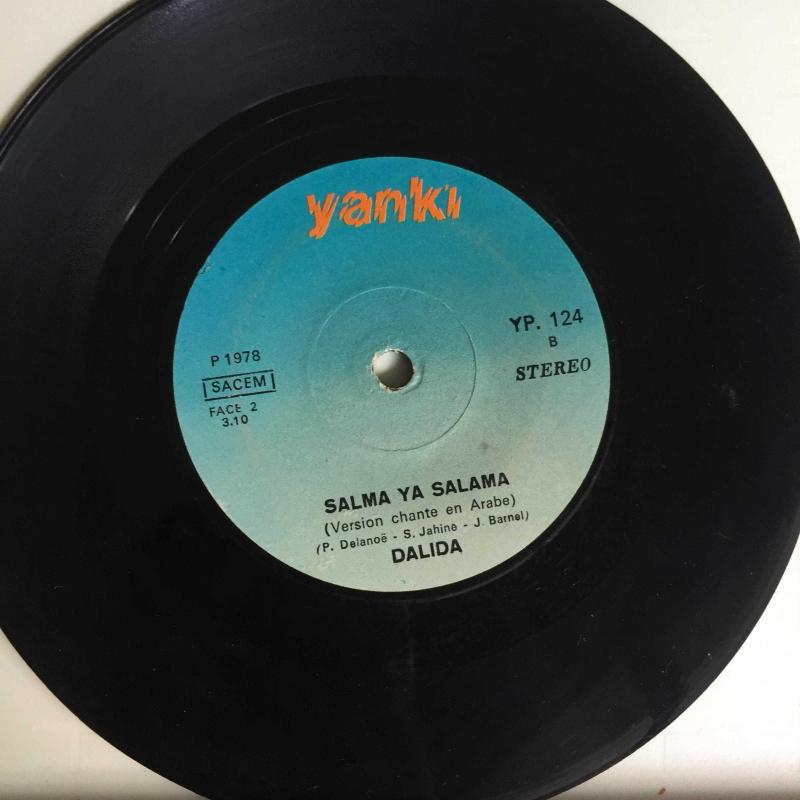 yanki
P 1978
SACEM
FACE 2
3.10
YP. 124
B
STEREO
SALMA YA SALAMA
(Version chante en Arabe)
(P. Delanoë - S. Jahine - J. Barnel)
DALIDA